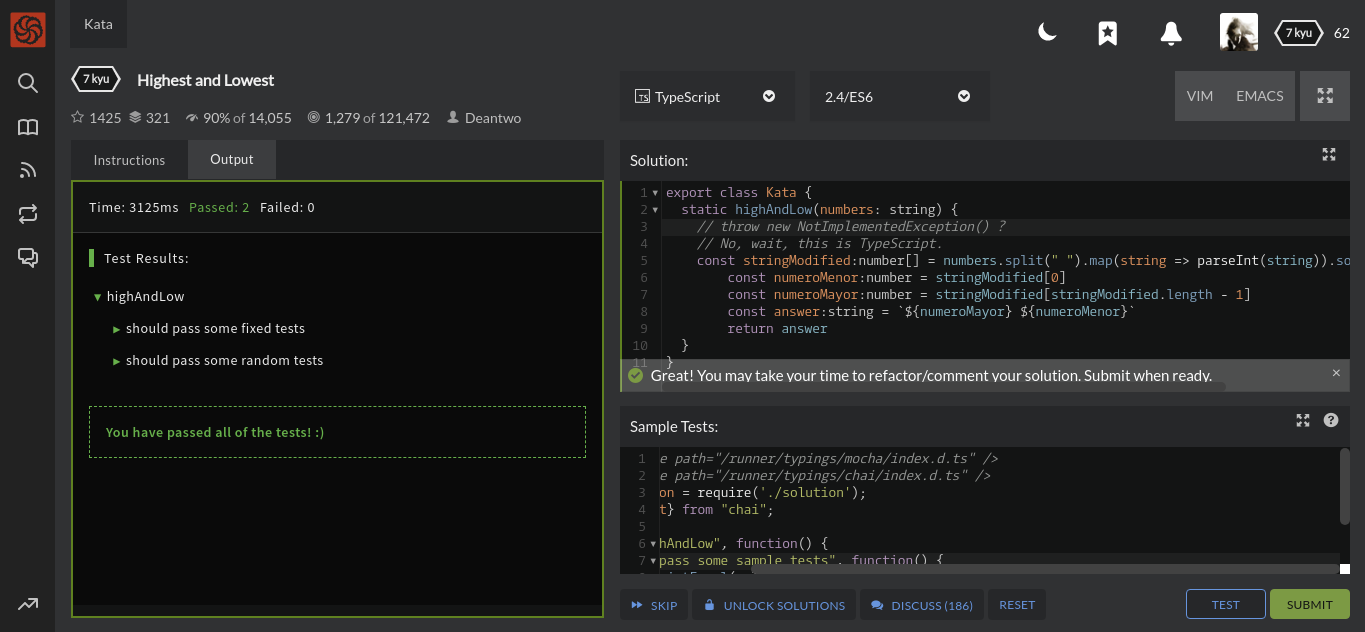 Kata
7 kyu
62
7 kyu
Highest and Lowest
1425 321 90% of 14,055 1,279 of 121,472 Deantwo
TS TypeScript
2.4/ES6
VIM EMACS
Instructions
Output
Time: 3125ms Passed: 2 Failed: 0
Test Results:
highAndLow
should pass some fixed tests
should pass some random tests
You have passed all of the tests! :)
Solution:
1 export class Kata {
2 static highAndLow(numbers: string) {
3 // throw new NotImplementedException() ?
4 // No, wait, this is TypeScript.
5 const stringModified:number[] = numbers.split(" ").map(string => parseInt(string)).so
6 const numeroMenor:number = stringModified[0]
7 const numeroMayor:number = stringModified[stringModified.length - 1]
8 const answer:string = `${numeroMayor} ${numeroMenor}`
9 return answer
10 }
11 }
Great! You may take your time to refactor/comment your solution. Submit when ready.
Sample Tests:
1 e path="/runner/typings/mocha/index.d.ts" />
2 e path="/runner/typings/chai/index.d.ts" />
3 on = require('./solution');
4 t} from "chai";
5
6 hAndLow", function() {
7 pass some sample tests", function() {
SKIP
UNLOCK SOLUTIONS
DISCUSS (186)
RESET
TEST
SUBMIT